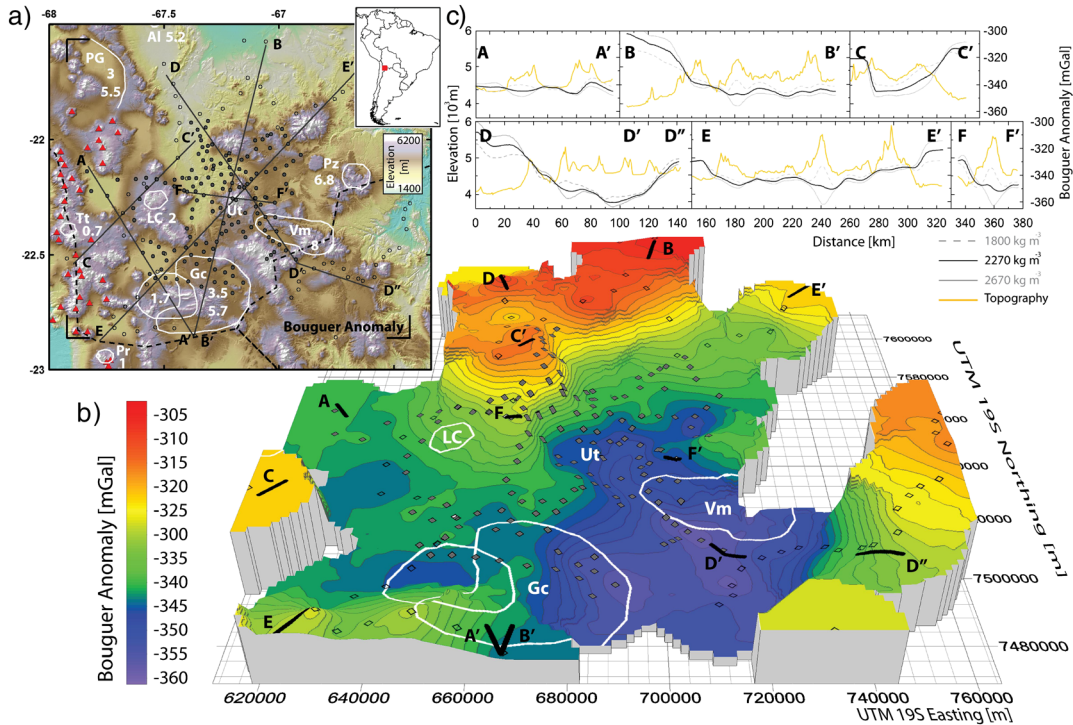 a)
-68
-67.5
-67
-22
-22.5
-23
Al 5.2
B
PG
3
5.5
D
E'
C'
A
F
F'
Ut
Pz
6.8
LC 2
Tt
0.7
Vm
8
C
Gc
1.7
3.5
5.7
D'
D"
E
A'
B'
Pr
1
Bouguer Anomaly
6200
Elevation
[m]
1400
c)
6
5
4
3
6
5
4
3
Elevation [10³m]
A
A'
B
B'
C
C'
D
D'
D"
E
E'
F
F'
-300
-320
-340
-360
-300
-320
-340
-360
Bouguer Anomaly [mGal]
0
20
40
60
80
100
120
140
160
180
200
220
240
260
280
300
320
340
360
380
Distance [km]
1800 kg m⁻³
2270 kg m⁻³
2670 kg m⁻³
Topography
b)
Bouguer Anomaly [mGal]
-305
-310
-315
-320
-325
-330
-335
-340
-345
-350
-355
-360
B
D
E'
C'
A
F
LC
Ut
F'
C
Vm
D'
D"
Gc
E
A'
B'
7600000
7580000
7500000
7480000
UTM 19S Northing [m]
620000
640000
660000
680000
700000
720000
740000
760000
UTM 19S Easting [m]